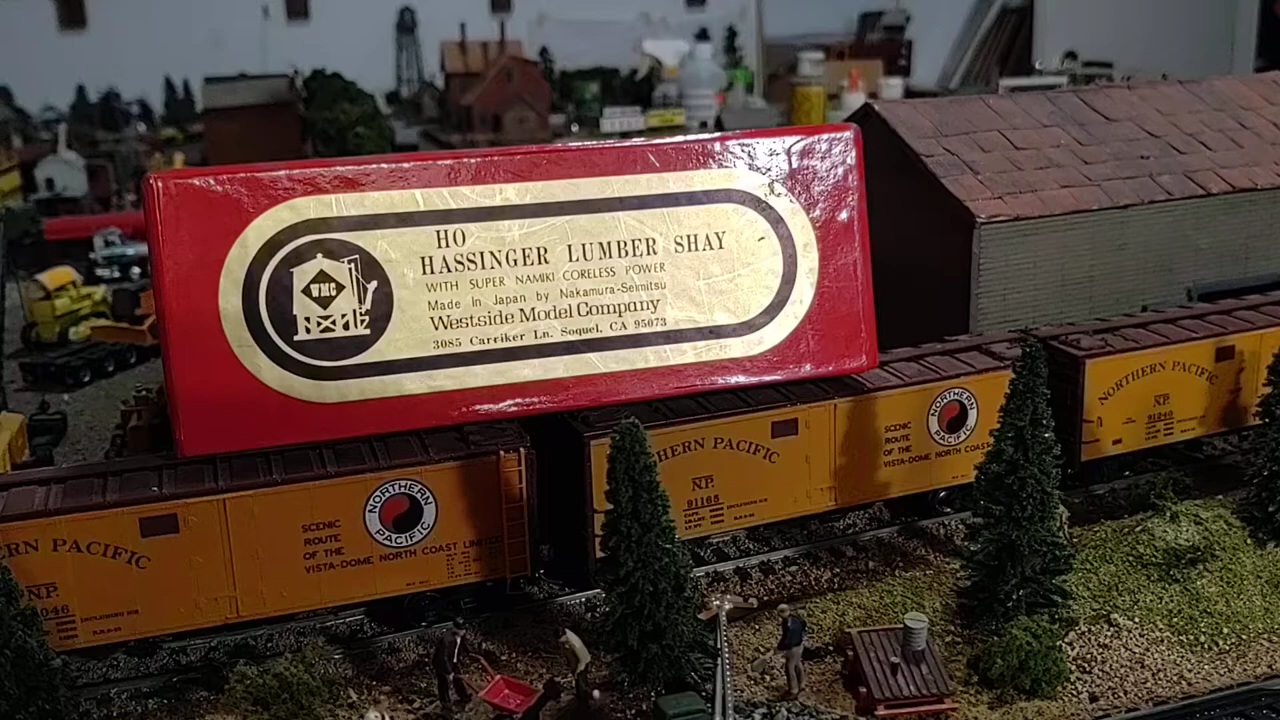 HO
HASSINGER LUMBER SHAY
WITH SUPER NAMIKI CORELESS POWER
Made In Japan by Nakamura-Seimitsu
Westside Model Company
3085 Carriker Ln. Soquel, CA 95073
WMC
ERN PACIFIC
NP.
046
SCENIC
ROUTE
OF THE
VISTA-DOME NORTH COAST LIMITED
NORTHERN
PACIFIC
HERN PACIFIC
NP.
91165
SCENIC
ROUTE
OF THE
VISTA-DOME NORTH COAST
NORTHERN
PACIFIC
NORTHERN PACIFIC
NP.
91240